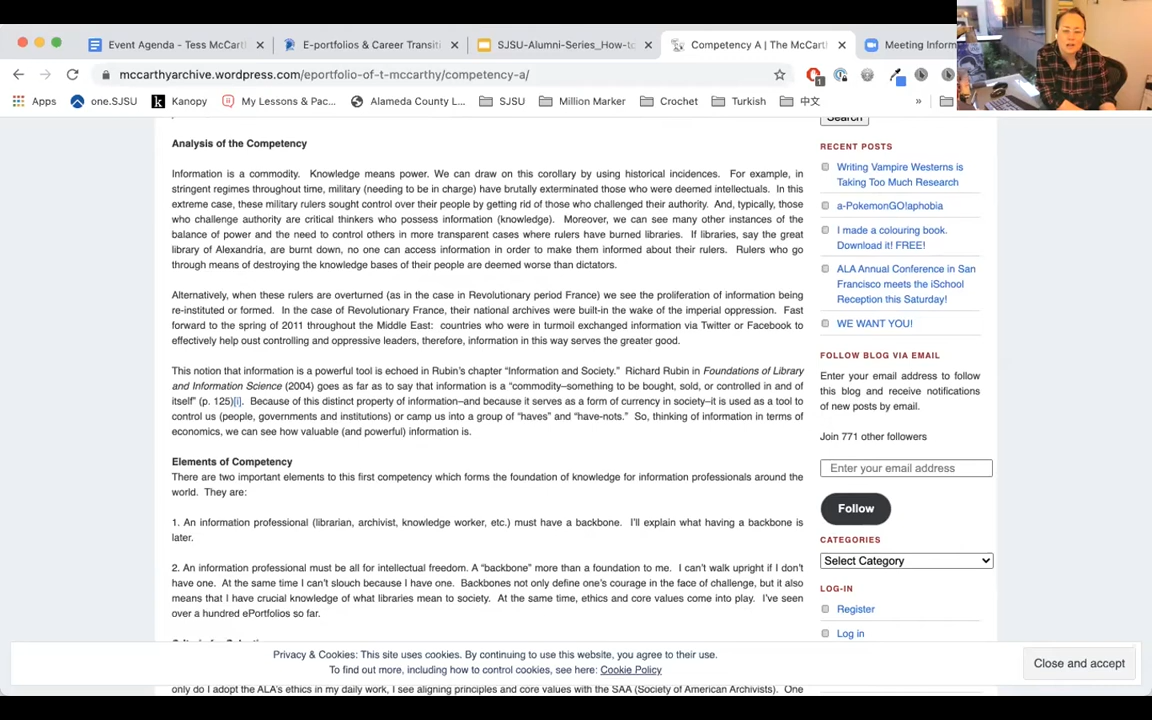 Event Agenda - Tess McCart
E-portfolios & Career Transiti
SJSU-Alumni-Series_How-to
Competency A | The McCarth
Meeting Inform
mccarthyarchive.wordpress.com/eportfolio-of-t-mccarthy/competency-a/
Apps one.SJSU Kanopy My Lessons & Pac... Alameda County L... SJSU Million Marker Crochet Turkish 中文 »
Analysis of the Competency
Information is a commodity. Knowledge means power. We can draw on this corollary by using historical incidences. For example, in
stringent regimes throughout time, military (needing to be in charge) have brutally exterminated those who were deemed intellectuals. In this
extreme case, these military rulers sought control over their people by getting rid of those who challenged their authority. And, typically, those
who challenge authority are critical thinkers who possess information (knowledge). Moreover, we can see many other instances of the
balance of power and the need to control others in more transparent cases where rulers have burned libraries. If libraries, say the great
library of Alexandria, are burnt down, no one can access information in order to make them informed about their rulers. Rulers who go
through means of destroying the knowledge bases of their people are deemed worse than dictators.
Alternatively, when these rulers are overturned (as in the case in Revolutionary period France) we see the proliferation of information being
re-instituted or formed. In the case of Revolutionary France, their national archives were built-in the wake of the imperial oppression. Fast
forward to the spring of 2011 throughout the Middle East: countries who were in turmoil exchanged information via Twitter or Facebook to
effectively help oust controlling and oppressive leaders, therefore, information in this way serves the greater good.
This notion that information is a powerful tool is echoed in Rubin's chapter "Information and Society." Richard Rubin in Foundations of Library
and Information Science (2004) goes as far as to say that information is a "commodity–something to be bought, sold, or controlled in and of
itself" (p. 125)[i]. Because of this distinct property of information–and because it serves as a form of currency in society–it is used as a tool to
control us (people, governments and institutions) or camp us into a group of "haves" and "have-nots." So, thinking of information in terms of
economics, we can see how valuable (and powerful) information is.
Elements of Competency
There are two important elements to this first competency which forms the foundation of knowledge for information professionals around the
world. They are:
1. An information professional (librarian, archivist, knowledge worker, etc.) must have a backbone. I'll explain what having a backbone is
later.
2. An information professional must be all for intellectual freedom. A "backbone" more than a foundation to me. I can't walk upright if I don't
have one. At the same time I can't slouch because I have one. Backbones not only define one's courage in the face of challenge, but it also
means that I have crucial knowledge of what libraries mean to society. At the same time, ethics and core values come into play. I've seen
over a hundred ePortfolios so far.
only do I adopt the ALA's ethics in my daily work, I see aligning principles and core values with the SAA (Society of American Archivists). One
Search
RECENT POSTS
Writing Vampire Westerns is
Taking Too Much Research
a-PokemonGO!aphobia
I made a colouring book.
Download it! FREE!
ALA Annual Conference in San
Francisco meets the iSchool
Reception this Saturday!
WE WANT YOU!
FOLLOW BLOG VIA EMAIL
Enter your email address to follow
this blog and receive notifications
of new posts by email.
Join 771 other followers
Enter your email address
Follow
CATEGORIES
Select Category
LOG-IN
Register
Log in
Privacy & Cookies: This site uses cookies. By continuing to use this website, you agree to their use.
To find out more, including how to control cookies, see here: Cookie Policy
Close and accept